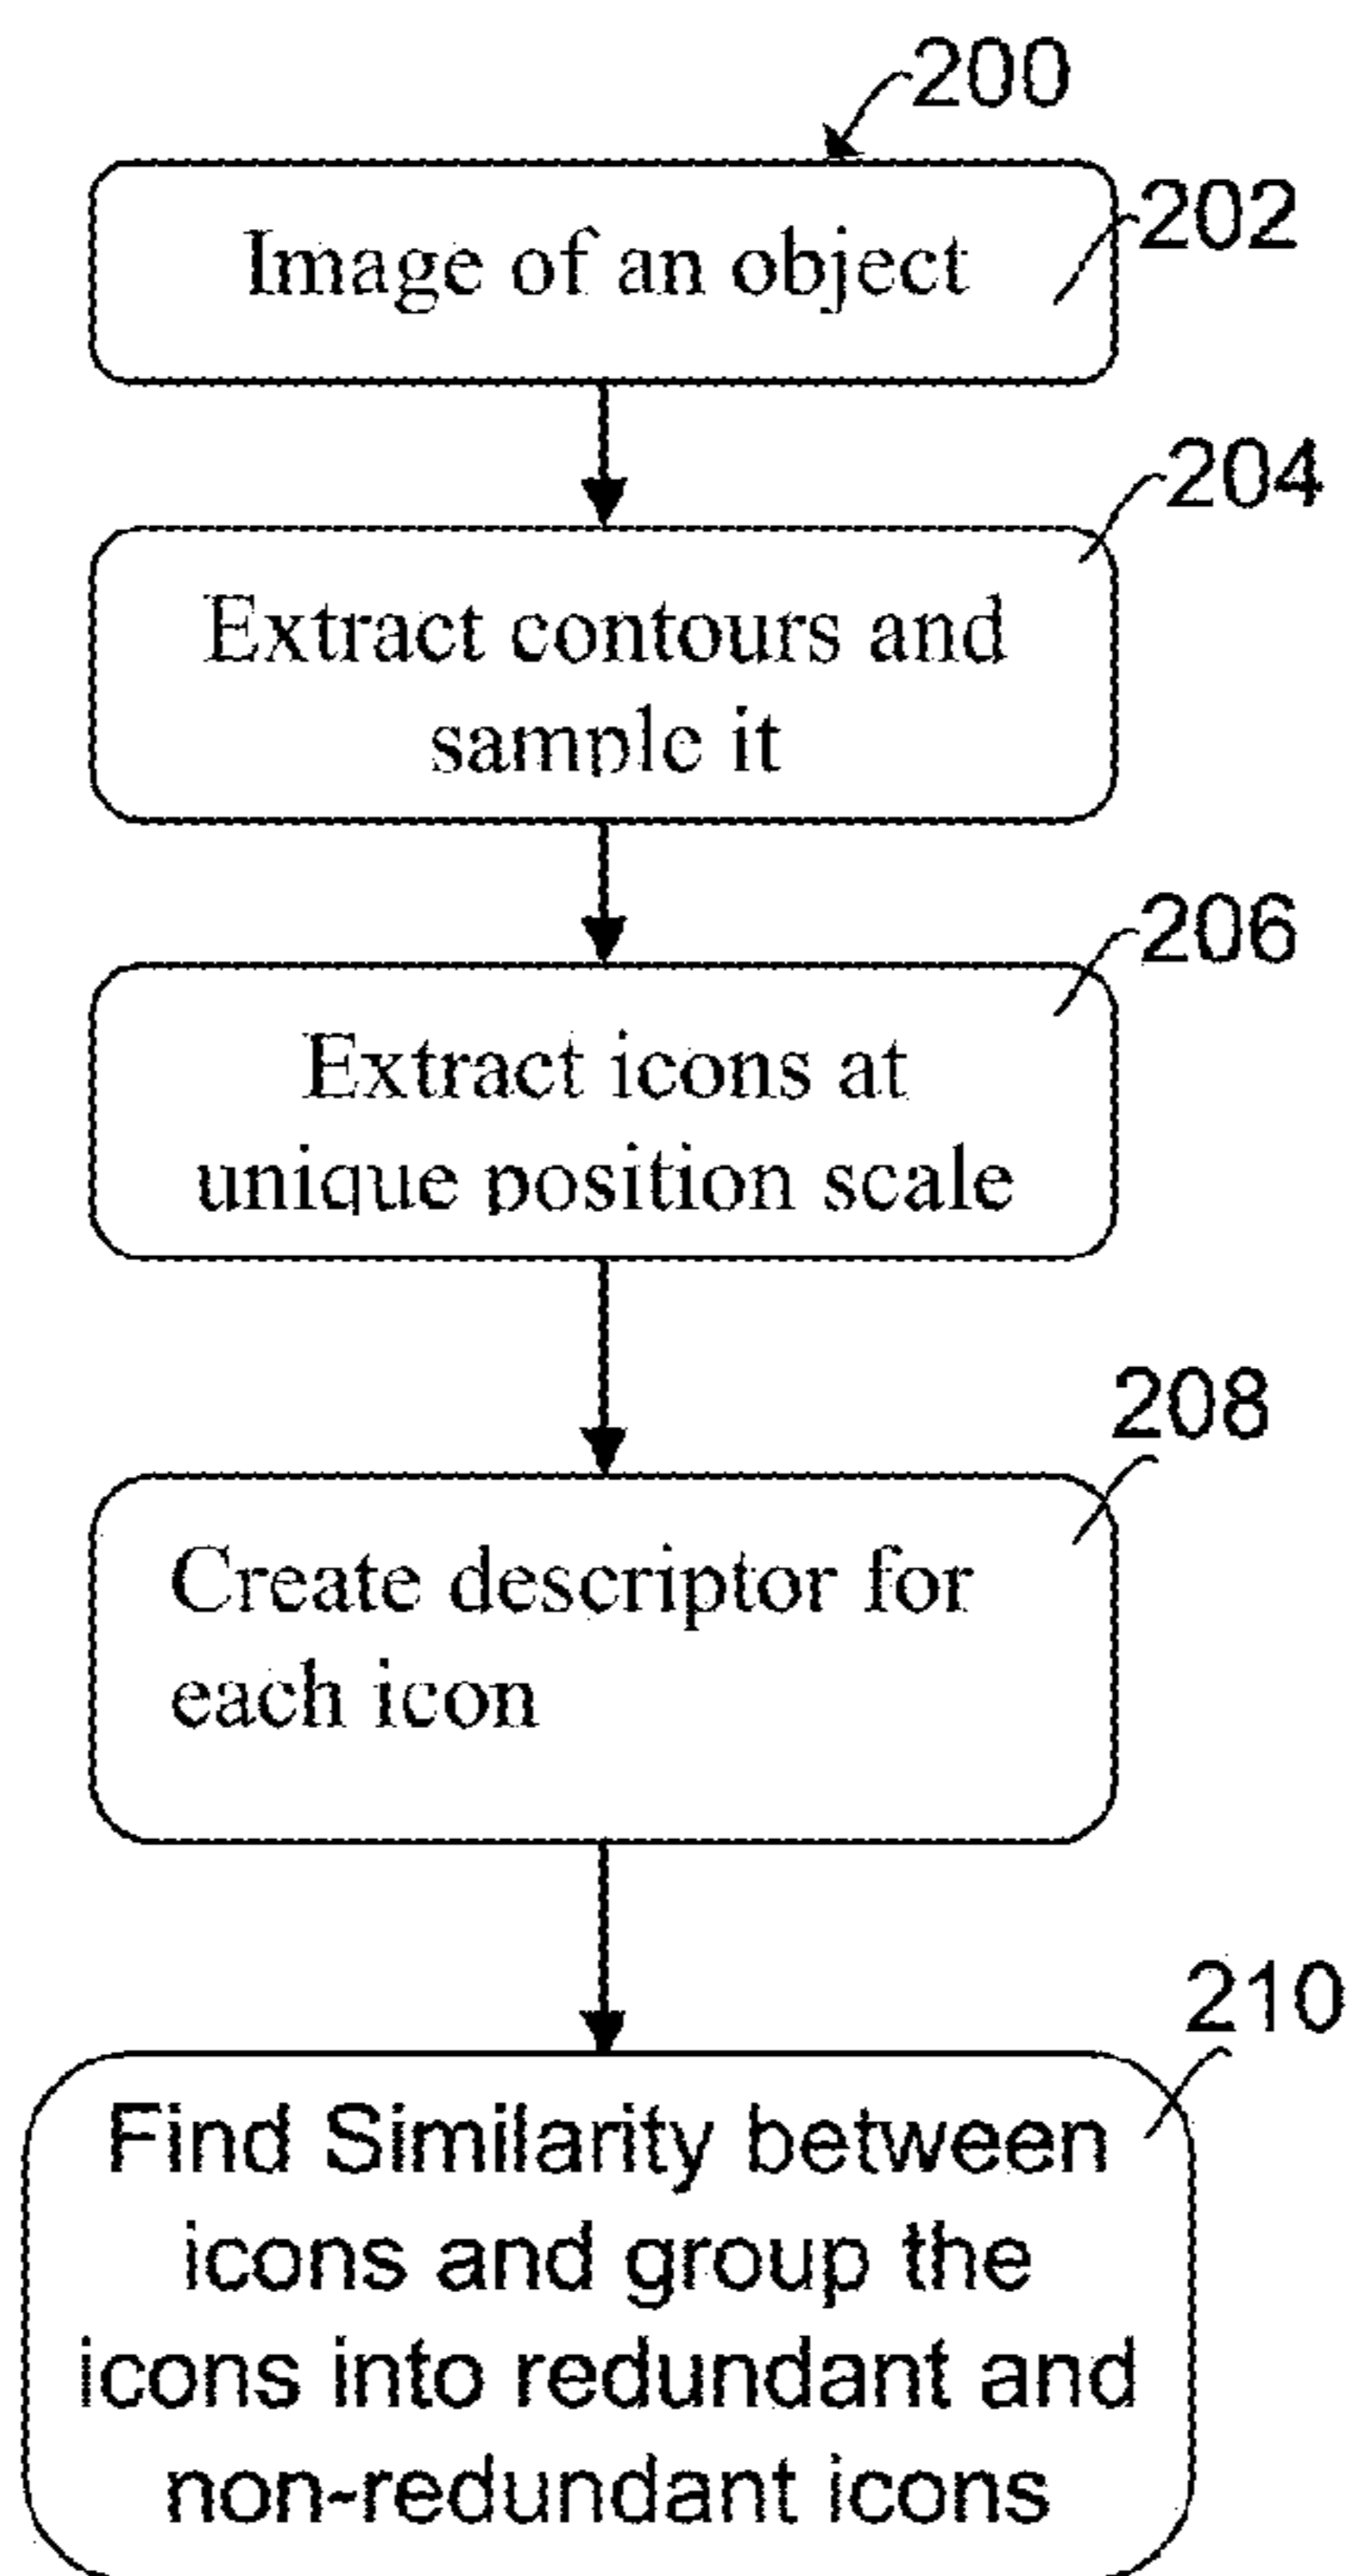 200
202
Image of an object
204
Extract contours and
sample it
206
Extract icons at
unique position scale
208
Create descriptor for
each icon
210
Find Similarity between
icons and group the
icons into redundant and
non-redundant icons